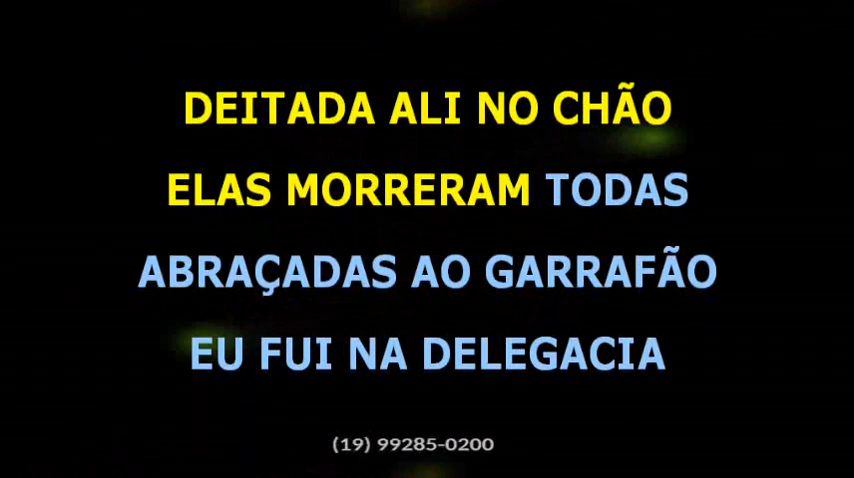 DEITADA ALI NO CHÃO
ELAS MORRERAM TODAS
ABRAÇADAS AO GARRAFÃO
EU FUI NA DELEGACIA
(19) 99285-0200